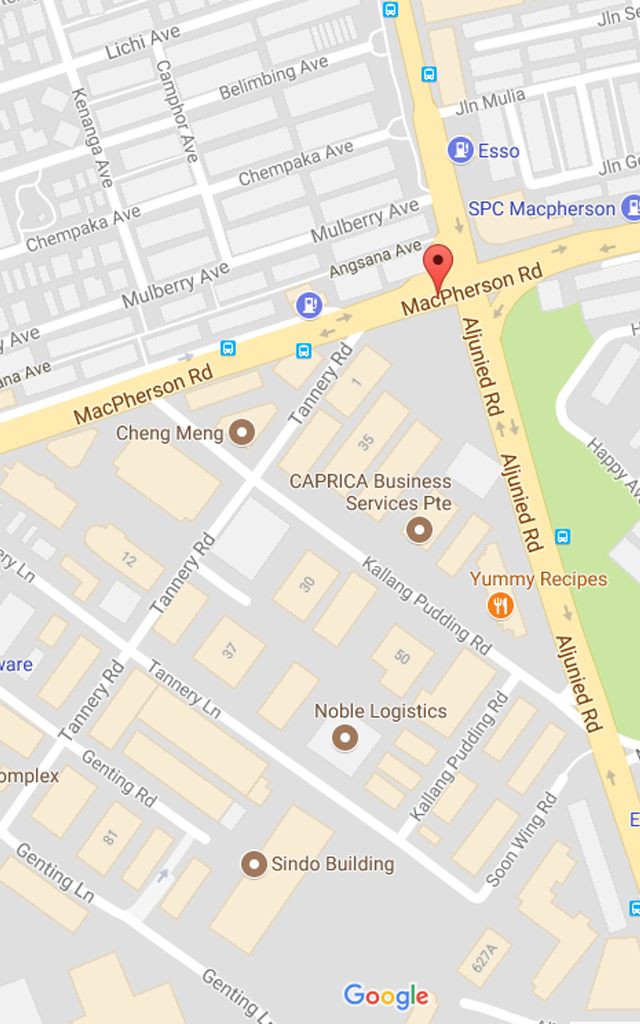 Lichi Ave
Jln Se
Belimbing Ave
Camphor Ave
Kenanga Ave
Jln Mulia
Esso
Chempaka Ave
Jln Ge
SPC Macpherson
Mulberry Ave
Chempaka Ave
Angsana Ave
Mulberry Ave
MacPherson Rd
y Ave
ana Ave
MacPherson Rd
Tannery Rd
1
Aljunied Rd
H
Cheng Meng
35
Happy Av
CAPRICA Business
Services Pte
Aljunied Rd
12
Tannery Rd
Kallang Pudding Rd
Yummy Recipes
ery Ln
30
37
50
ware
Aljunied Rd
Tannery Rd
Tannery Ln
Noble Logistics
Kallang Pudding Rd
omplex
Genting Rd
81
Soon Wing Rd
E
Genting Ln
Sindo Building
627A
Genting Ln
Google